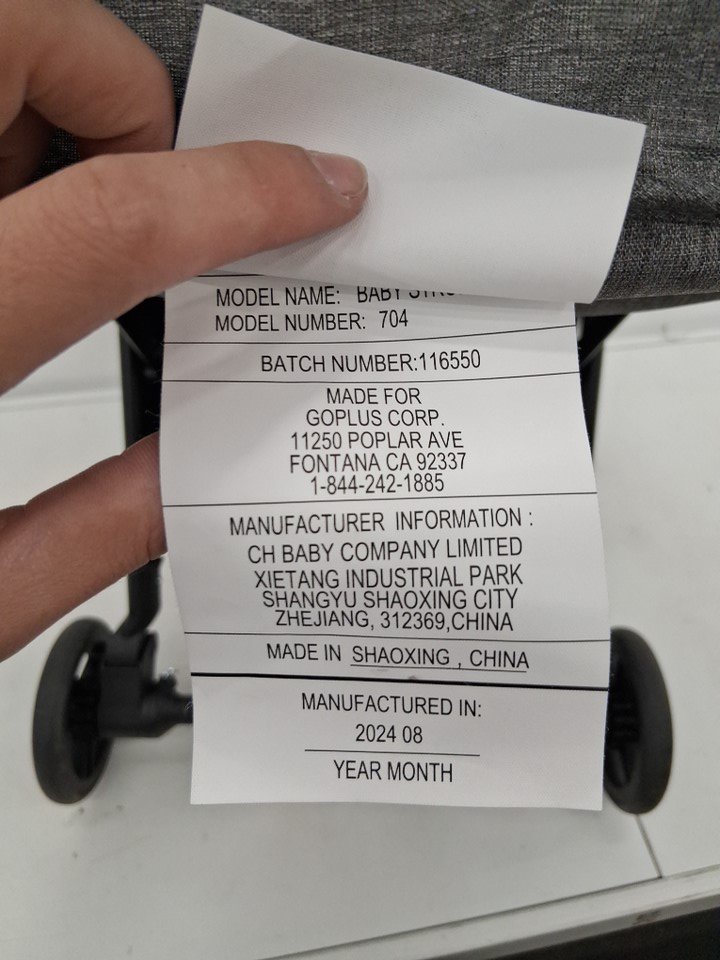 MODEL NAME: BABY
MODEL NUMBER: 704
BATCH NUMBER:116550
MADE FOR
GOPLUS CORP.
11250 POPLAR AVE
FONTANA CA 92337
1-844-242-1885
MANUFACTURER INFORMATION :
CH BABY COMPANY LIMITED
XIETANG INDUSTRIAL PARK
SHANGYU SHAOXING CITY
ZHEJIANG, 312369,CHINA
MADE IN SHAOXING , CHINA
MANUFACTURED IN:
2024 08
YEAR MONTH